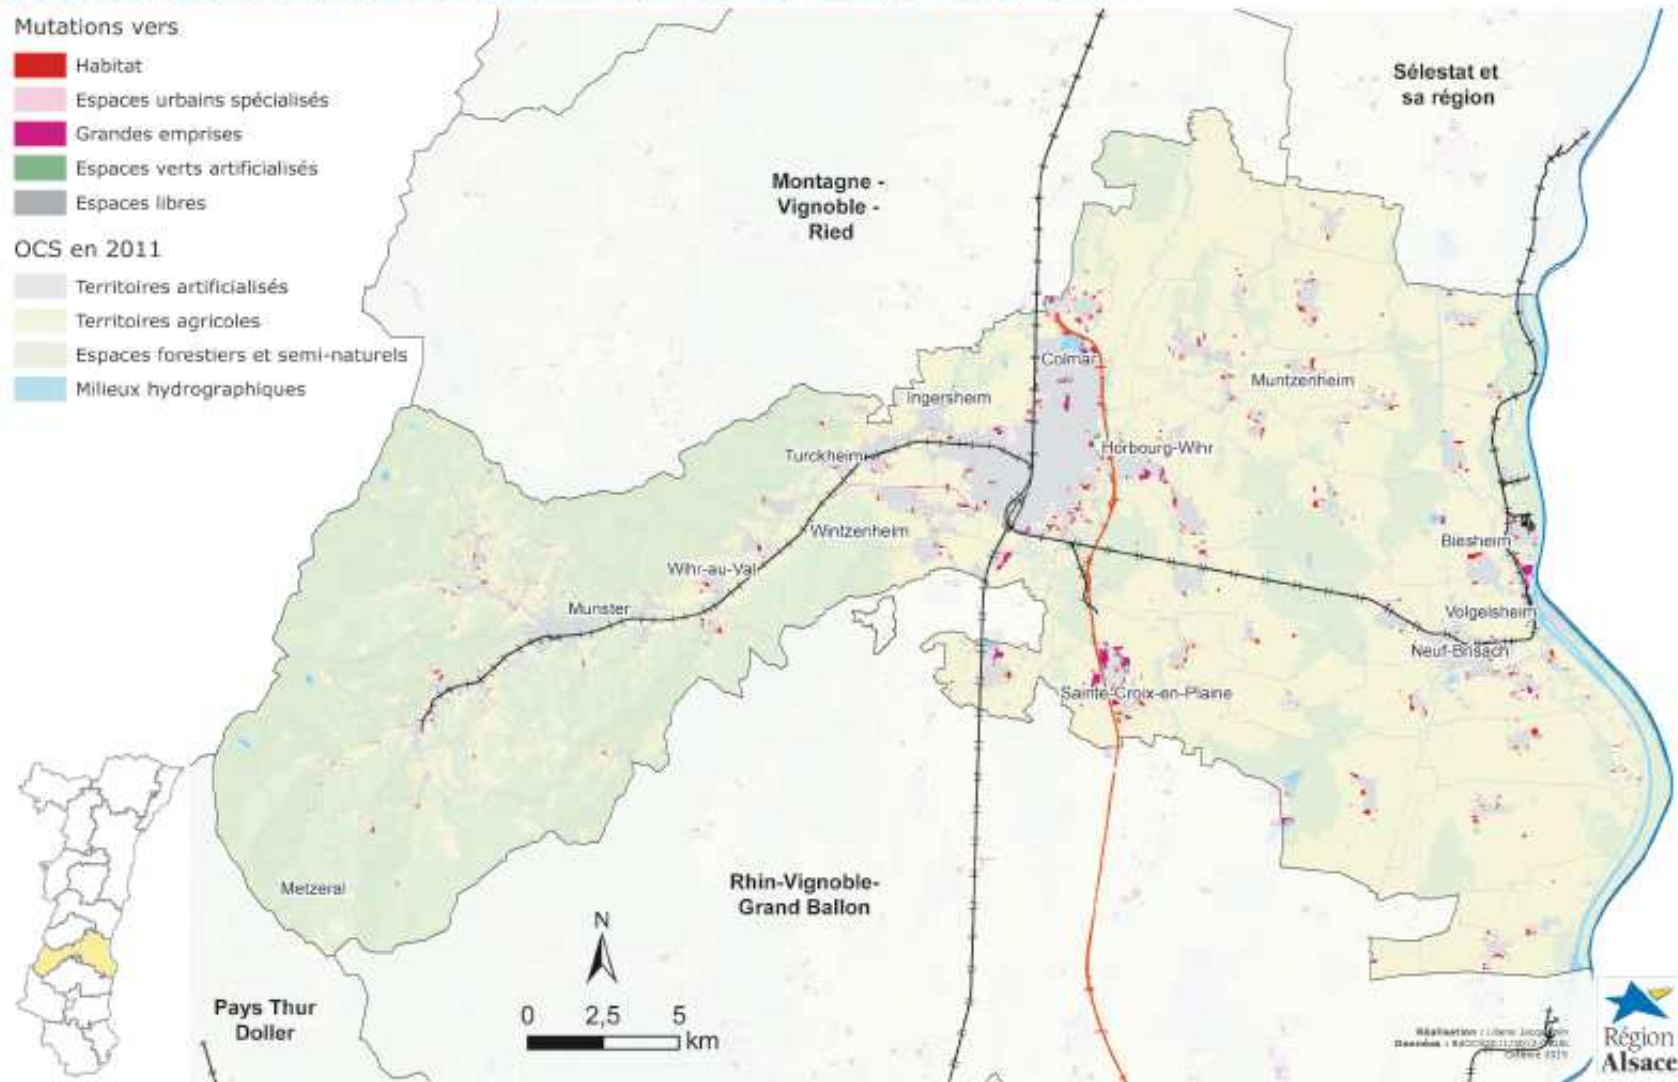 Mutations vers
Habitat
Espaces urbains spécialisés
Grandes emprises
Espaces verts artificialisés
Espaces libres
OCS en 2011
Territoires artificialisés
Territoires agricoles
Espaces forestiers et semi-naturels
Milieux hydrographiques
Sélestat et
sa région
Montagne -
Vignoble -
Ried
Colmar
Ingersheim
Muntzenheim
Turckheim
Horbourg-Wihr
Wintzenheim
Biesheim
Wihr-au-Val
Munster
Volgelsheim
Neuf-Brisach
Sainte-Croix-en-Plaine
Metzeral
Rhin-Vignoble-
Grand Ballon
N
Pays Thur
Doller
0 2,5 5
km
Réalisation :
Données :
Région
Alsace